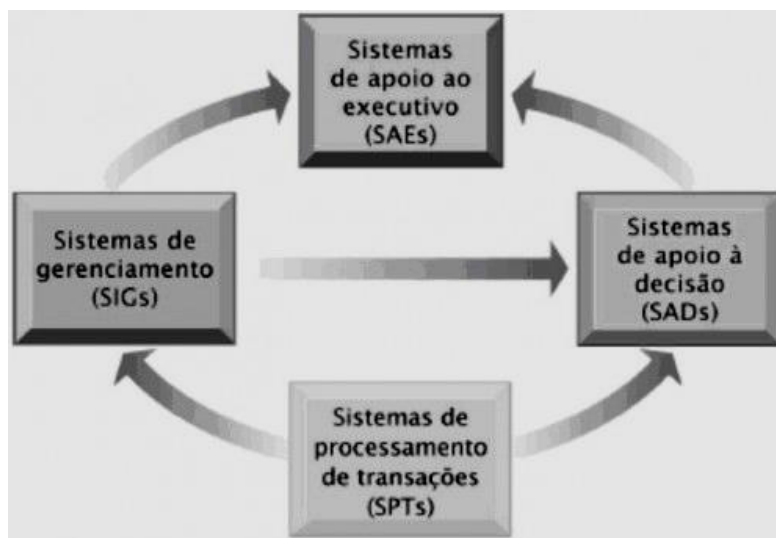 Sistemas
de apoio ao
executivo
(SAEs)
Sistemas de
gerenciamento
(SIGs)
Sistemas
de apoio à
decisão
(SADs)
Sistemas de
processamento
de transações
(SPTs)